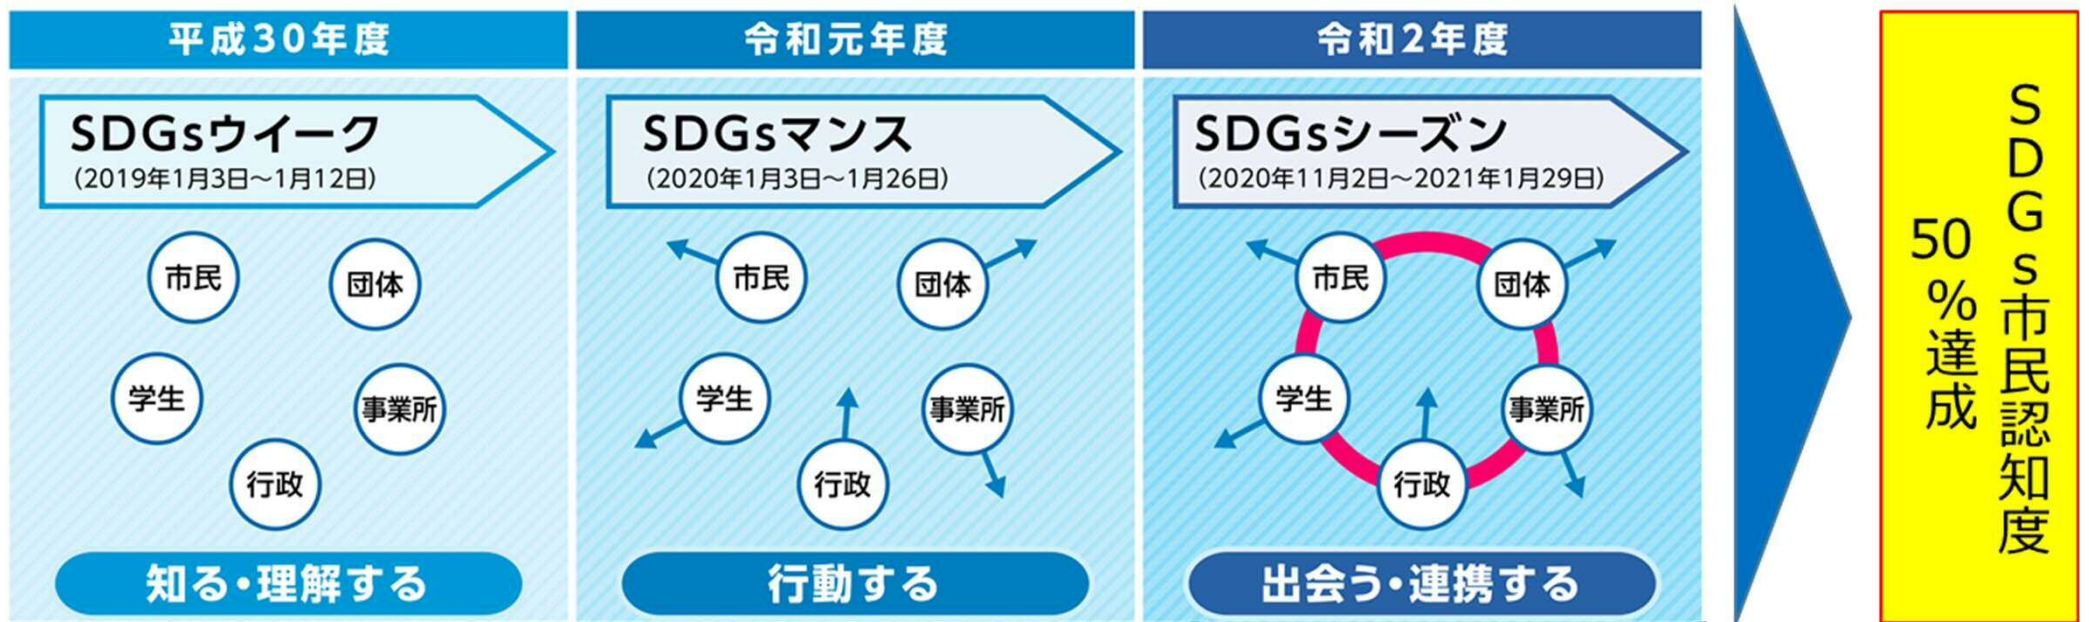 平成30年度
SDGsウイーク
(2019年1月3日～1月12日)
市民
団体
学生
事業所
行政
知る・理解する
令和元年度
SDGsマンス
(2020年1月3日～1月26日)
市民
団体
学生
事業所
行政
行動する
令和2年度
SDGsシーズン
(2020年11月2日～2021年1月29日)
市民
団体
学生
事業所
行政
出会う・連携する
SDGs市民認知度
50%達成